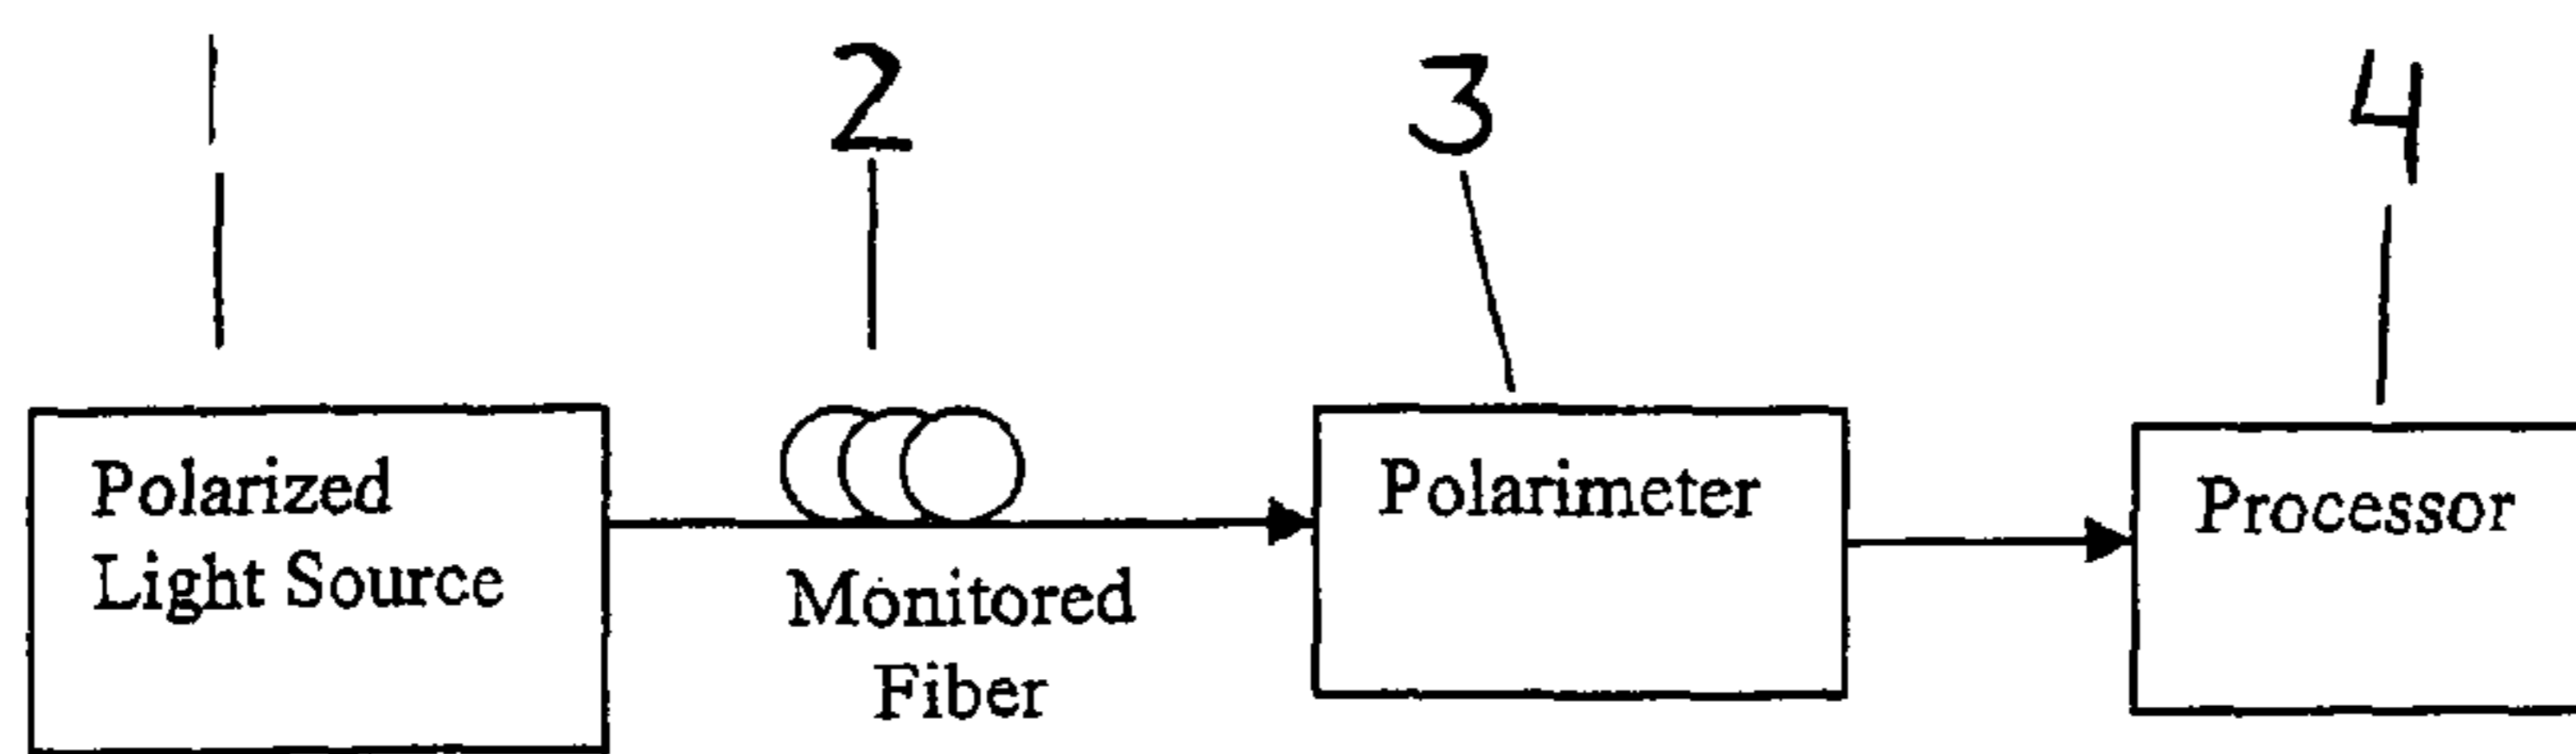 1 2 3 4
Polarized
Light Source
Monitored
Fiber
Polarimeter
Processor